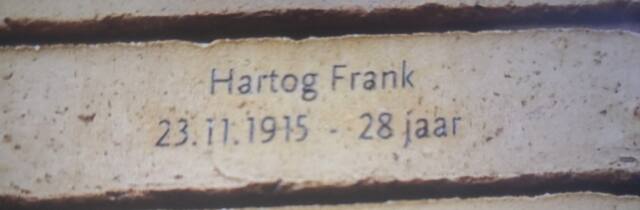 Hartog Frank
23.11.1915 - 28 jaar